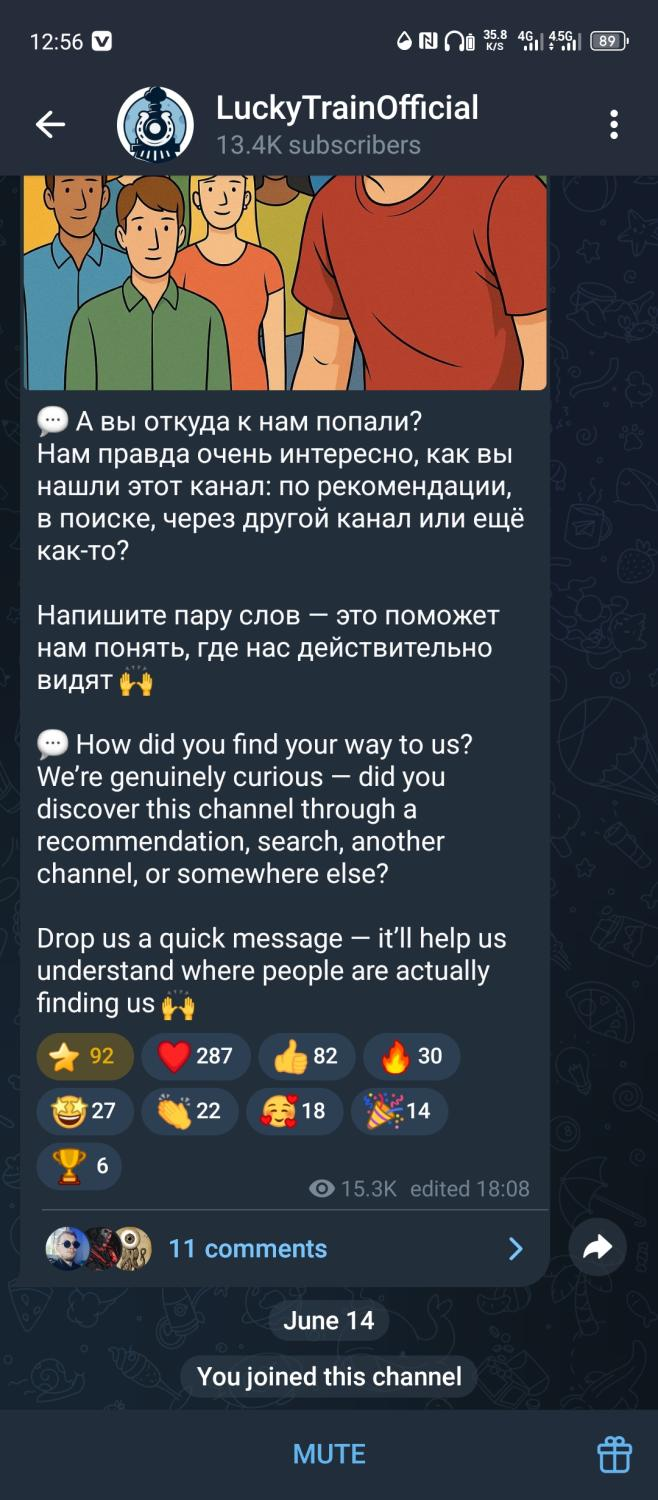 12:56
35.8 K/S 4G 4.5G 89
LuckyTrainOfficial
13.4K subscribers
💬 А вы откуда к нам попали?
Нам правда очень интересно, как вы
нашли этот канал: по рекомендации,
в поиске, через другой канал или ещё
как-то?
Напишите пару слов — это поможет
нам понять, где нас действительно
видят 🙌
💬 How did you find your way to us?
We’re genuinely curious — did you
discover this channel through a
recommendation, search, another
channel, or somewhere else?
Drop us a quick message — it’ll help us
understand where people are actually
finding us 🙌
⭐ 92 ❤️ 287 👍 82 🔥 30
🤩 27 👏 22 🥰 18 🎉 14
🏆 6
15.3K edited 18:08
11 comments
June 14
You joined this channel
MUTE